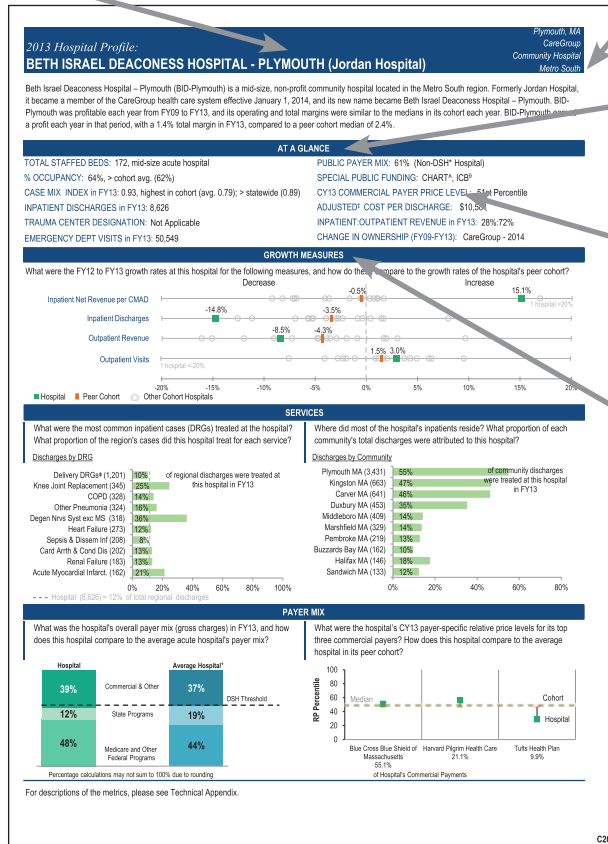 Plymouth, MA
CareGroup
Community Hospital
Metro South
2013 Hospital Profile:
BETH ISRAEL DEACONESS HOSPITAL - PLYMOUTH (Jordan Hospital)
Beth Israel Deaconess Hospital – Plymouth (BID-Plymouth) is a mid-size, non-profit community hospital located in the Metro South region. Formerly Jordan Hospital,
it became a member of the CareGroup health care system effective January 1, 2014, and its new name became Beth Israel Deaconess Hospital – Plymouth. BID-
Plymouth was profitable each year from FY09 to FY13, and its operating and total margins were similar to the medians in its cohort each year. BID-Plymouth
a profit each year in that period, with a 1.4% total margin in FY13, compared to a peer cohort median of 2.4%.
AT A GLANCE
TOTAL STAFFED BEDS: 172, mid-size acute hospital
% OCCUPANCY: 64%, > cohort avg. (62%)
CASE MIX INDEX in FY13: 0.93, highest in cohort (avg. 0.79); > statewide (0.89)
INPATIENT DISCHARGES in FY13: 8,626
TRAUMA CENTER DESIGNATION: Not Applicable
EMERGENCY DEPT VISITS in FY13: 50,549
PUBLIC PAYER MIX: 61% (Non-DSH* Hospital)
SPECIAL PUBLIC FUNDING: CHART^, ICBº
CY13 COMMERCIAL PAYER PRICE LEVEL: 51st Percentile
ADJUSTED‡ COST PER DISCHARGE:
INPATIENT:OUTPATIENT REVENUE in FY13: 28%:72%
CHANGE IN OWNERSHIP (FY09-FY13): CareGroup - 2014
GROWTH MEASURES
What were the FY12 to FY13 growth rates at this hospital for the following measures, and how do these compare to the growth rates of the hospital's peer cohort?
Decrease Increase
Inpatient Net Revenue per CMAD -0.5% 15.1%
1 hospital >20%
Inpatient Discharges -14.8% -3.5%
Outpatient Revenue -8.5% -4.3%
Outpatient Visits 1.5% 3.0%
1 hospital <-20%
-20% -15% -10% -5% 0% 5% 10% 15% 20%
Hospital Peer Cohort Other Cohort Hospitals
SERVICES
What were the most common inpatient cases (DRGs) treated at the hospital?
What proportion of the region's cases did this hospital treat for each service?
Discharges by DRG
Delivery DRGs (1,201) 10%
Knee Joint Replacement (345) 25%
COPD (328) 14%
Other Pneumonia (324) 16%
Degen Nrvs Syst exc MS (318) 36%
Heart Failure (273) 12%
Sepsis & Dissem Inf (208) 8%
Card Arrth & Cond Dis (202) 13%
Renal Failure (183) 13%
Acute Myocardial Infarct. (162) 21%
of regional discharges were treated at
this hospital in FY13
0% 20% 40% 60% 80% 100%
Hospital (8,626) = 12% of total regional discharges
Where did most of the hospital's inpatients reside? What proportion of each
community's total discharges were attributed to this hospital?
Discharges by Community
Plymouth MA (3,431) 55%
Kingston MA (663) 47%
Carver MA (641) 46%
Duxbury MA (453) 35%
Middleboro MA (409) 14%
Marshfield MA (329) 14%
Pembroke MA (219) 13%
Buzzards Bay MA (162) 10%
Halifax MA (146) 18%
Sandwich MA (133) 12%
of community discharges
were treated at this hospital
in FY13
0% 20% 40% 60% 80%
PAYER MIX
What was the hospital's overall payer mix (gross charges) in FY13, and how
does this hospital compare to the average acute hospital's payer mix?
Hospital Average Hospital
39% Commercial & Other 37%
DSH Threshold
12% State Programs 19%
48% Medicare and Other
Federal Programs 44%
Percentage calculations may not sum to 100% due to rounding
What were the hospital's CY13 payer-specific relative price levels for its top
three commercial payers? How does this hospital compare to the average
hospital in its peer cohort?
RP Percentile
100
80
60
40
20
0
Median
Cohort
Hospital
Blue Cross Blue Shield of
Massachusetts
55.1%
Harvard Pilgrim Health Care
21.1%
Tufts Health Plan
9.9%
of Hospital's Commercial Payments
For descriptions of the metrics, please see Technical Appendix.